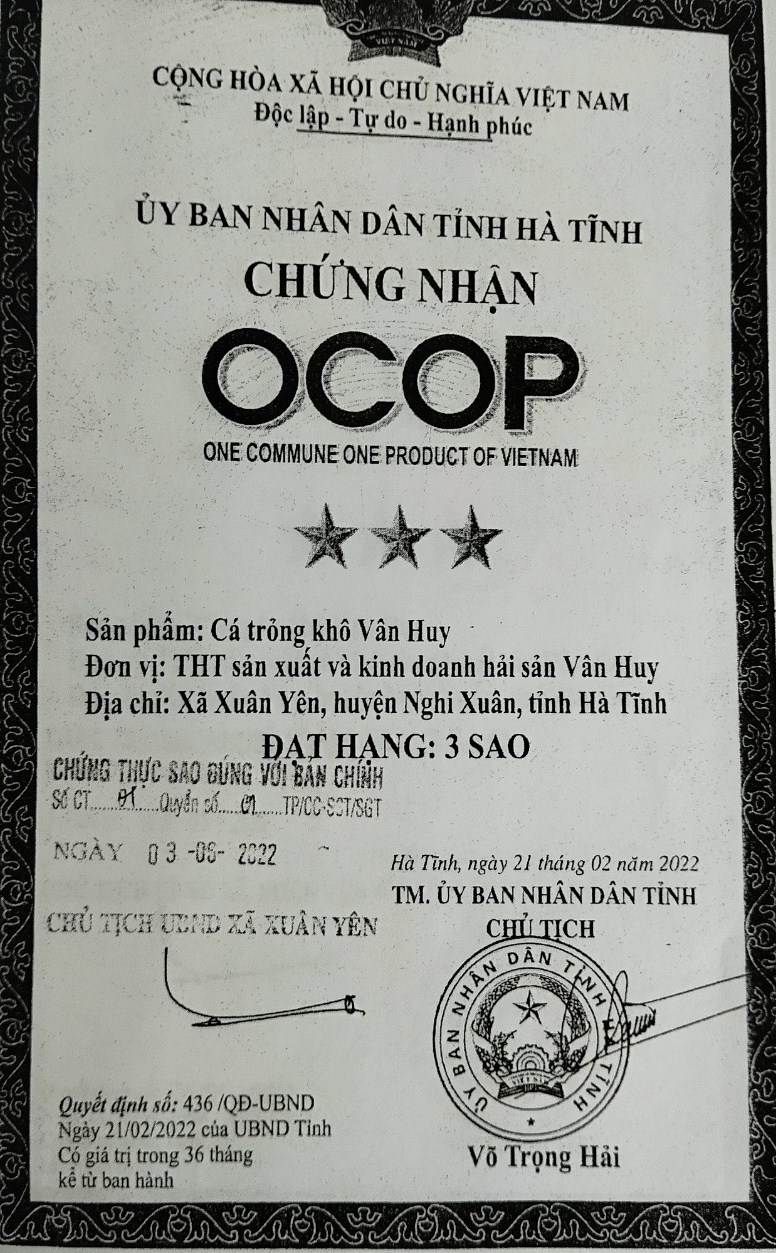 VIỆT NAM
CỘNG HÒA XÃ HỘI CHỦ NGHĨA VIỆT NAM
Độc lập - Tự do - Hạnh phúc
ỦY BAN NHÂN DÂN TỈNH HÀ TĨNH
CHỨNG NHẬN
OCOP
ONE COMMUNE ONE PRODUCT OF VIETNAM
Sản phẩm: Cá trỏng khô Vân Huy
Đơn vị: THT sản xuất và kinh doanh hải sản Vân Huy
Địa chỉ: Xã Xuân Yên, huyện Nghi Xuân, tỉnh Hà Tĩnh
ĐẠT HẠNG: 3 SAO
CHỨNG THỰC SAO ĐÚNG VỚI BẢN CHÍNH
Số CT.......01......Quyển số.....01.......TP/CC-SCT/SGT
NGÀY 03 -06- 2022
CHỦ TỊCH UBND XÃ XUÂN YÊN
Hà Tĩnh, ngày 21 tháng 02 năm 2022
TM. ỦY BAN NHÂN DÂN TỈNH
CHỦ TỊCH
ỦY BAN NHÂN DÂN TỈNH
TĨNH
Võ Trọng Hải
Quyết định số: 436 /QĐ-UBND
Ngày 21/02/2022 của UBND Tỉnh
Có giá trị trong 36 tháng
kể từ ban hành